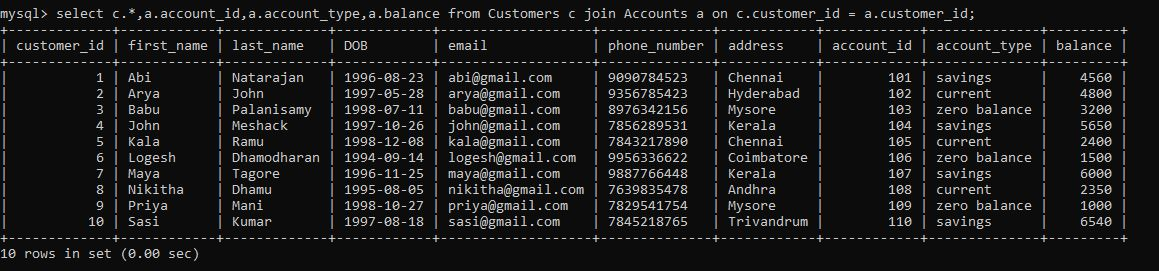 mysql> select c.*,a.account_id,a.account_type,a.balance from Customers c join Accounts a on c.customer_id = a.customer_id;
+-------------+------------+-------------+------------+-------------------+--------------+------------+------------+--------------+---------+
| customer_id | first_name | last_name   | DOB        | email             | phone_number | address    | account_id | account_type | balance |
+-------------+------------+-------------+------------+-------------------+--------------+------------+------------+--------------+---------+
|           1 | Abi        | Natarajan   | 1996-08-23 | abi@gmail.com     | 9090784523   | Chennai    |        101 | savings      |    4560 |
|           2 | Arya       | John        | 1997-05-28 | arya@gmail.com    | 9356785423   | Hyderabad  |        102 | current      |    4800 |
|           3 | Babu       | Palanisamy  | 1998-07-11 | babu@gmail.com    | 8976342156   | Mysore     |        103 | zero balance |    3200 |
|           4 | John       | Meshack     | 1997-10-26 | john@gmail.com    | 7856289531   | Kerala     |        104 | savings      |    5650 |
|           5 | Kala       | Ramu        | 1998-12-08 | kala@gmail.com    | 7843217890   | Chennai    |        105 | current      |    2400 |
|           6 | Logesh     | Dhamodharan | 1994-09-14 | logesh@gmail.com  | 9956336622   | Coimbatore |        106 | zero balance |    1500 |
|           7 | Maya       | Tagore      | 1996-11-25 | maya@gmail.com    | 9887766448   | Kerala     |        107 | savings      |    6000 |
|           8 | Nikitha    | Dhamu       | 1995-08-05 | nikitha@gmail.com | 7639835478   | Andhra     |        108 | current      |    2350 |
|           9 | Priya      | Mani        | 1998-10-27 | priya@gmail.com   | 7829541754   | Mysore     |        109 | zero balance |    1000 |
|          10 | Sasi       | Kumar       | 1997-08-18 | sasi@gmail.com    | 7845218765   | Trivandrum |        110 | savings      |    6540 |
+-------------+------------+-------------+------------+-------------------+--------------+------------+------------+--------------+---------+
10 rows in set (0.00 sec)